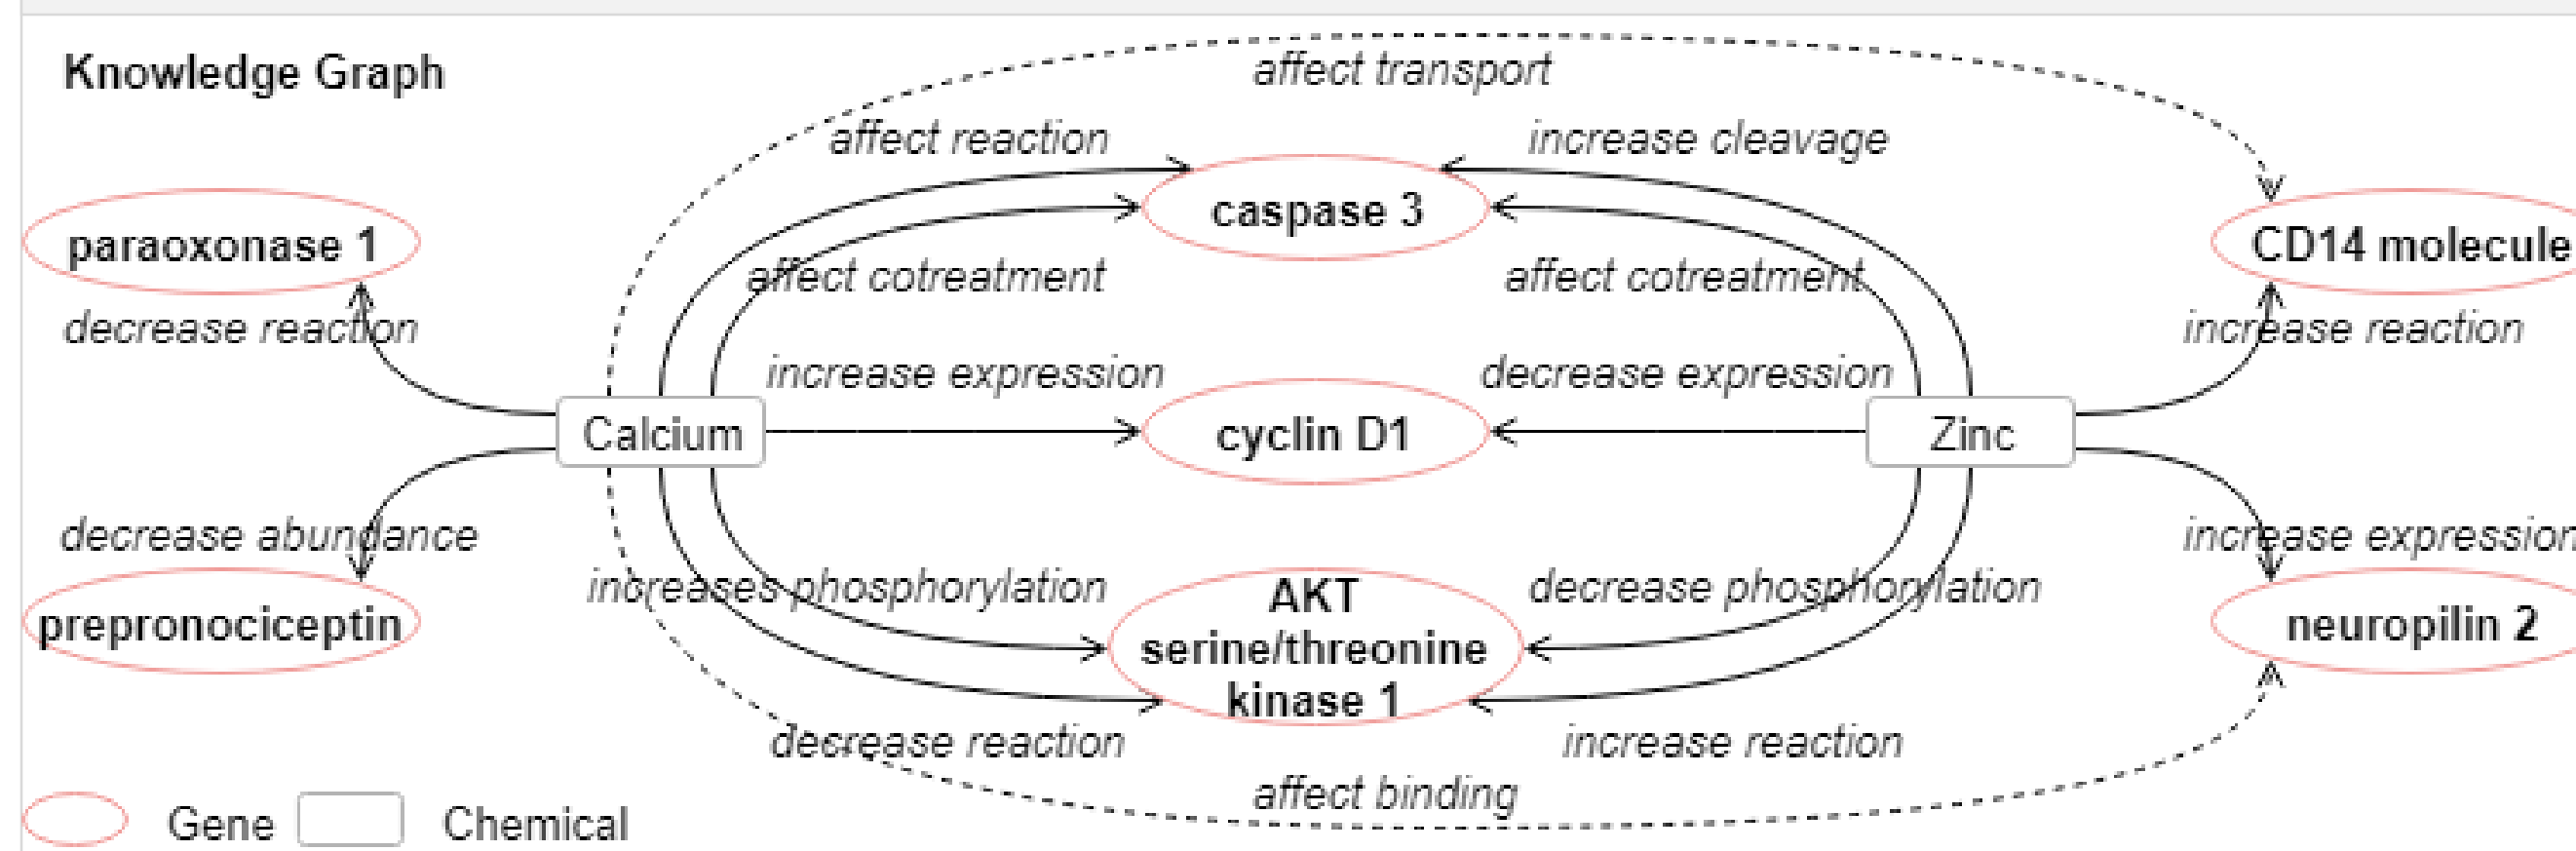 Knowledge Graph
affect transport
affect reaction
increase cleavage
caspase 3
paraoxonase 1
CD14 molecule
affect cotreatment
affect cotreatment
decrease reaction
increase reaction
increase expression
decrease expression
Calcium
cyclin D1
Zinc
decrease abundance
increase expression
increases phosphorylation
decrease phosphorylation
AKT
serine/threonine
kinase 1
prepronociceptin
neuropilin 2
decrease reaction
increase reaction
affect binding
Gene
Chemical